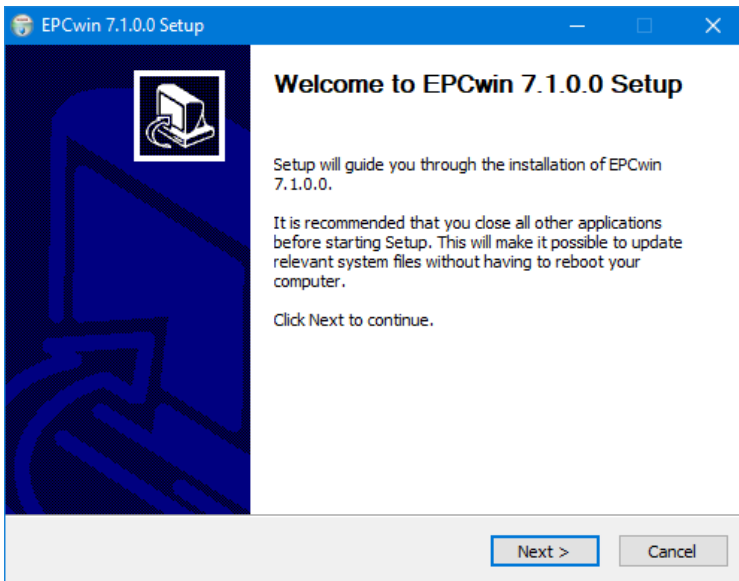 EPCwin 7.1.0.0 Setup
Welcome to EPCwin 7.1.0.0 Setup
Setup will guide you through the installation of EPCwin
7.1.0.0.
It is recommended that you close all other applications
before starting Setup. This will make it possible to update
relevant system files without having to reboot your
computer.
Click Next to continue.
Next >
Cancel